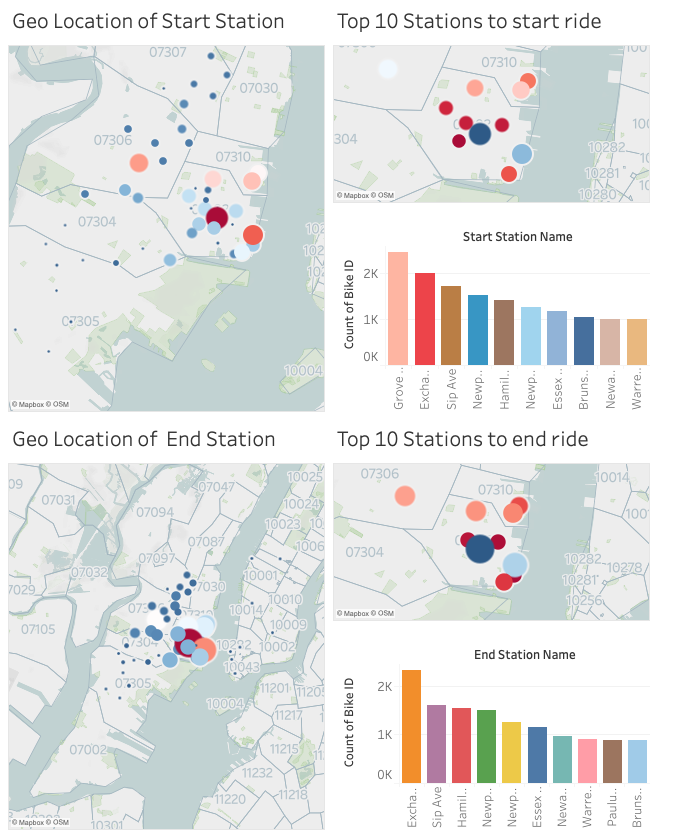 Geo Location of Start Station
07307
07030
07306
07310
07304
07305
10004
© Mapbox © OSM
Top 10 Stations to start ride
07310
304
10282
10281
10280
© Mapbox © OSM
Start Station Name
Count of Bike ID
2K
1K
0K
Grove ..
Excha..
Sip Ave
Newp..
Hamil..
Newp..
Essex ..
Bruns..
Newa..
Warre..
Geo Location of End Station
10025
07047
10024
07031
07094
10023
07087
07032
07097
10001
07030
7029
10010
10014
10009
07105
07304
10282
10002
10043
07305
11201
10004
11217
07002
11215
11232
11220
11218
10301
© Mapbox © OSM
Top 10 Stations to end ride
07306
07310
10014
07304
10282
10278
10281
10256
© Mapbox © OSM
End Station Name
Count of Bike ID
2K
1K
0K
Excha..
Sip Ave
Hamil..
Newp..
Newp..
Essex ..
Newa..
Warre..
Paulu..
Bruns..